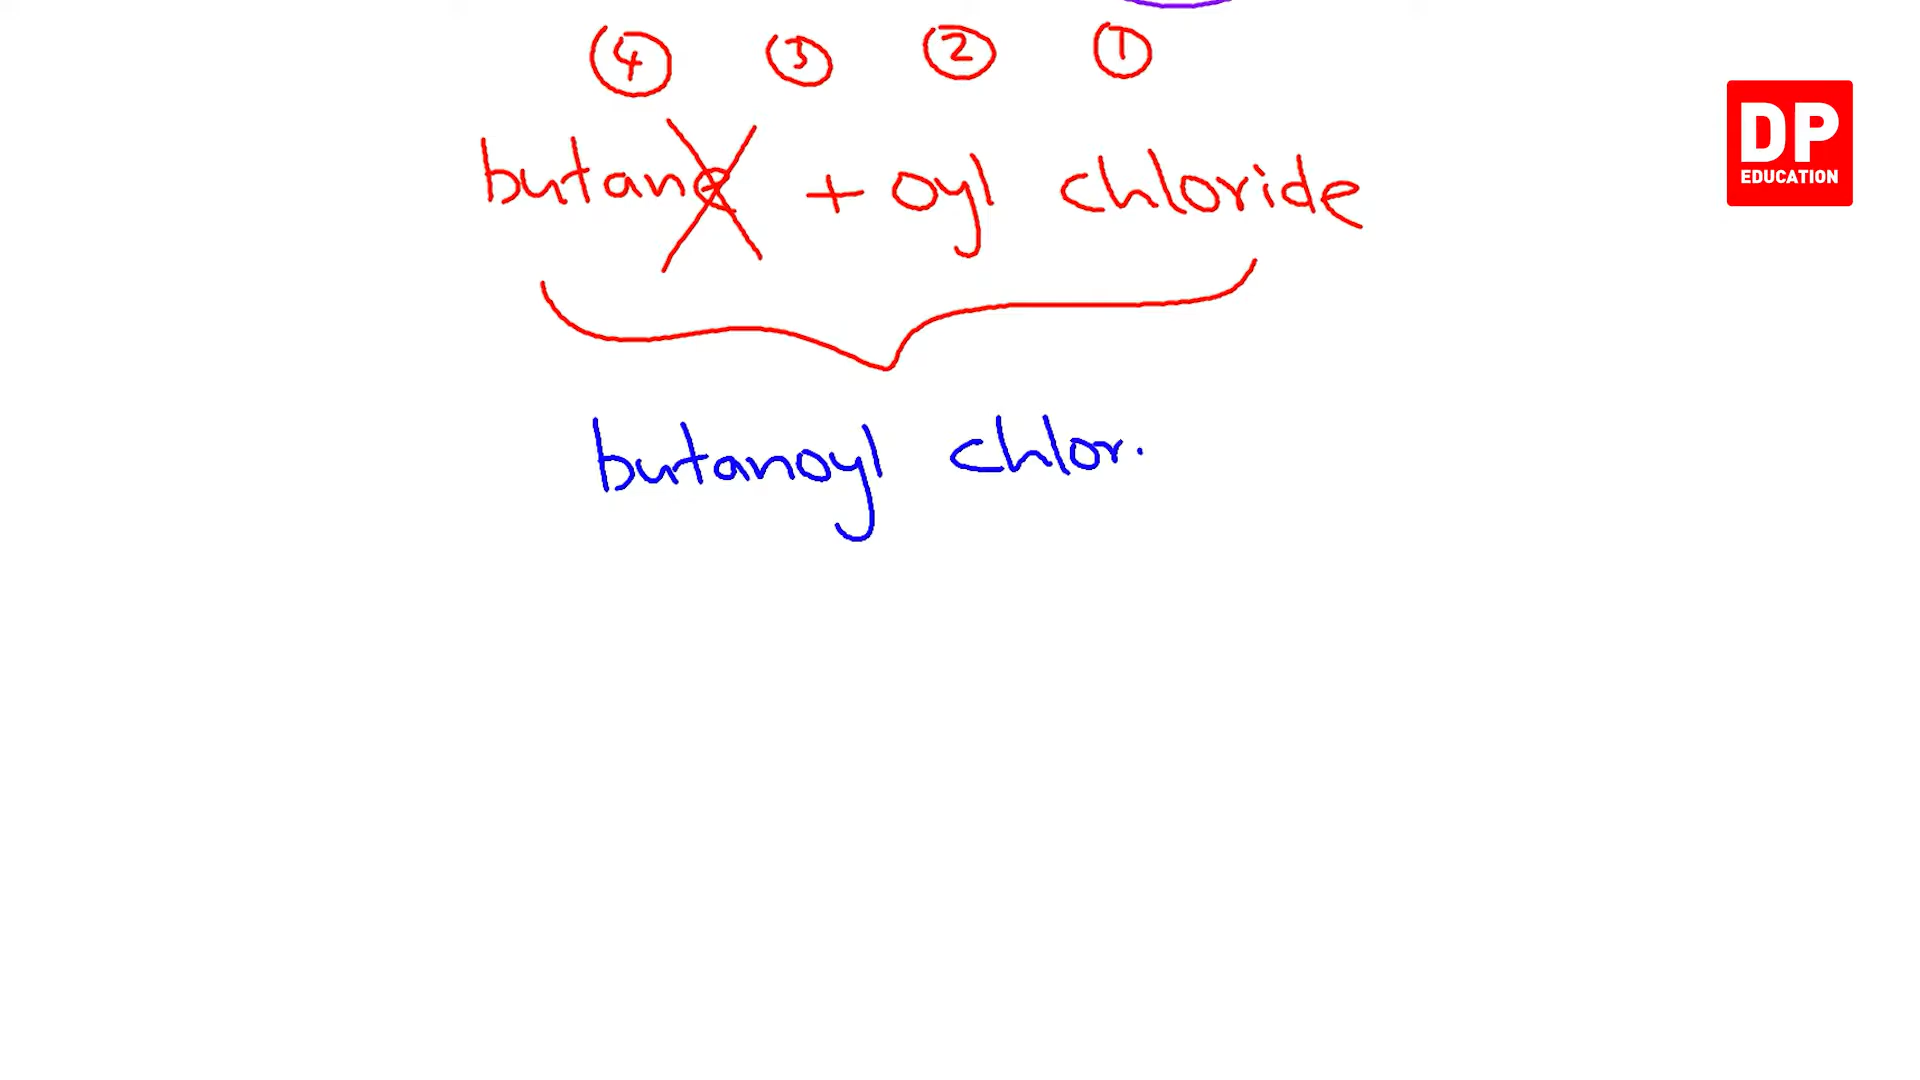 ④ ③ ② ①
butane + oyl chloride
butanoyl chlor.
DP
EDUCATION